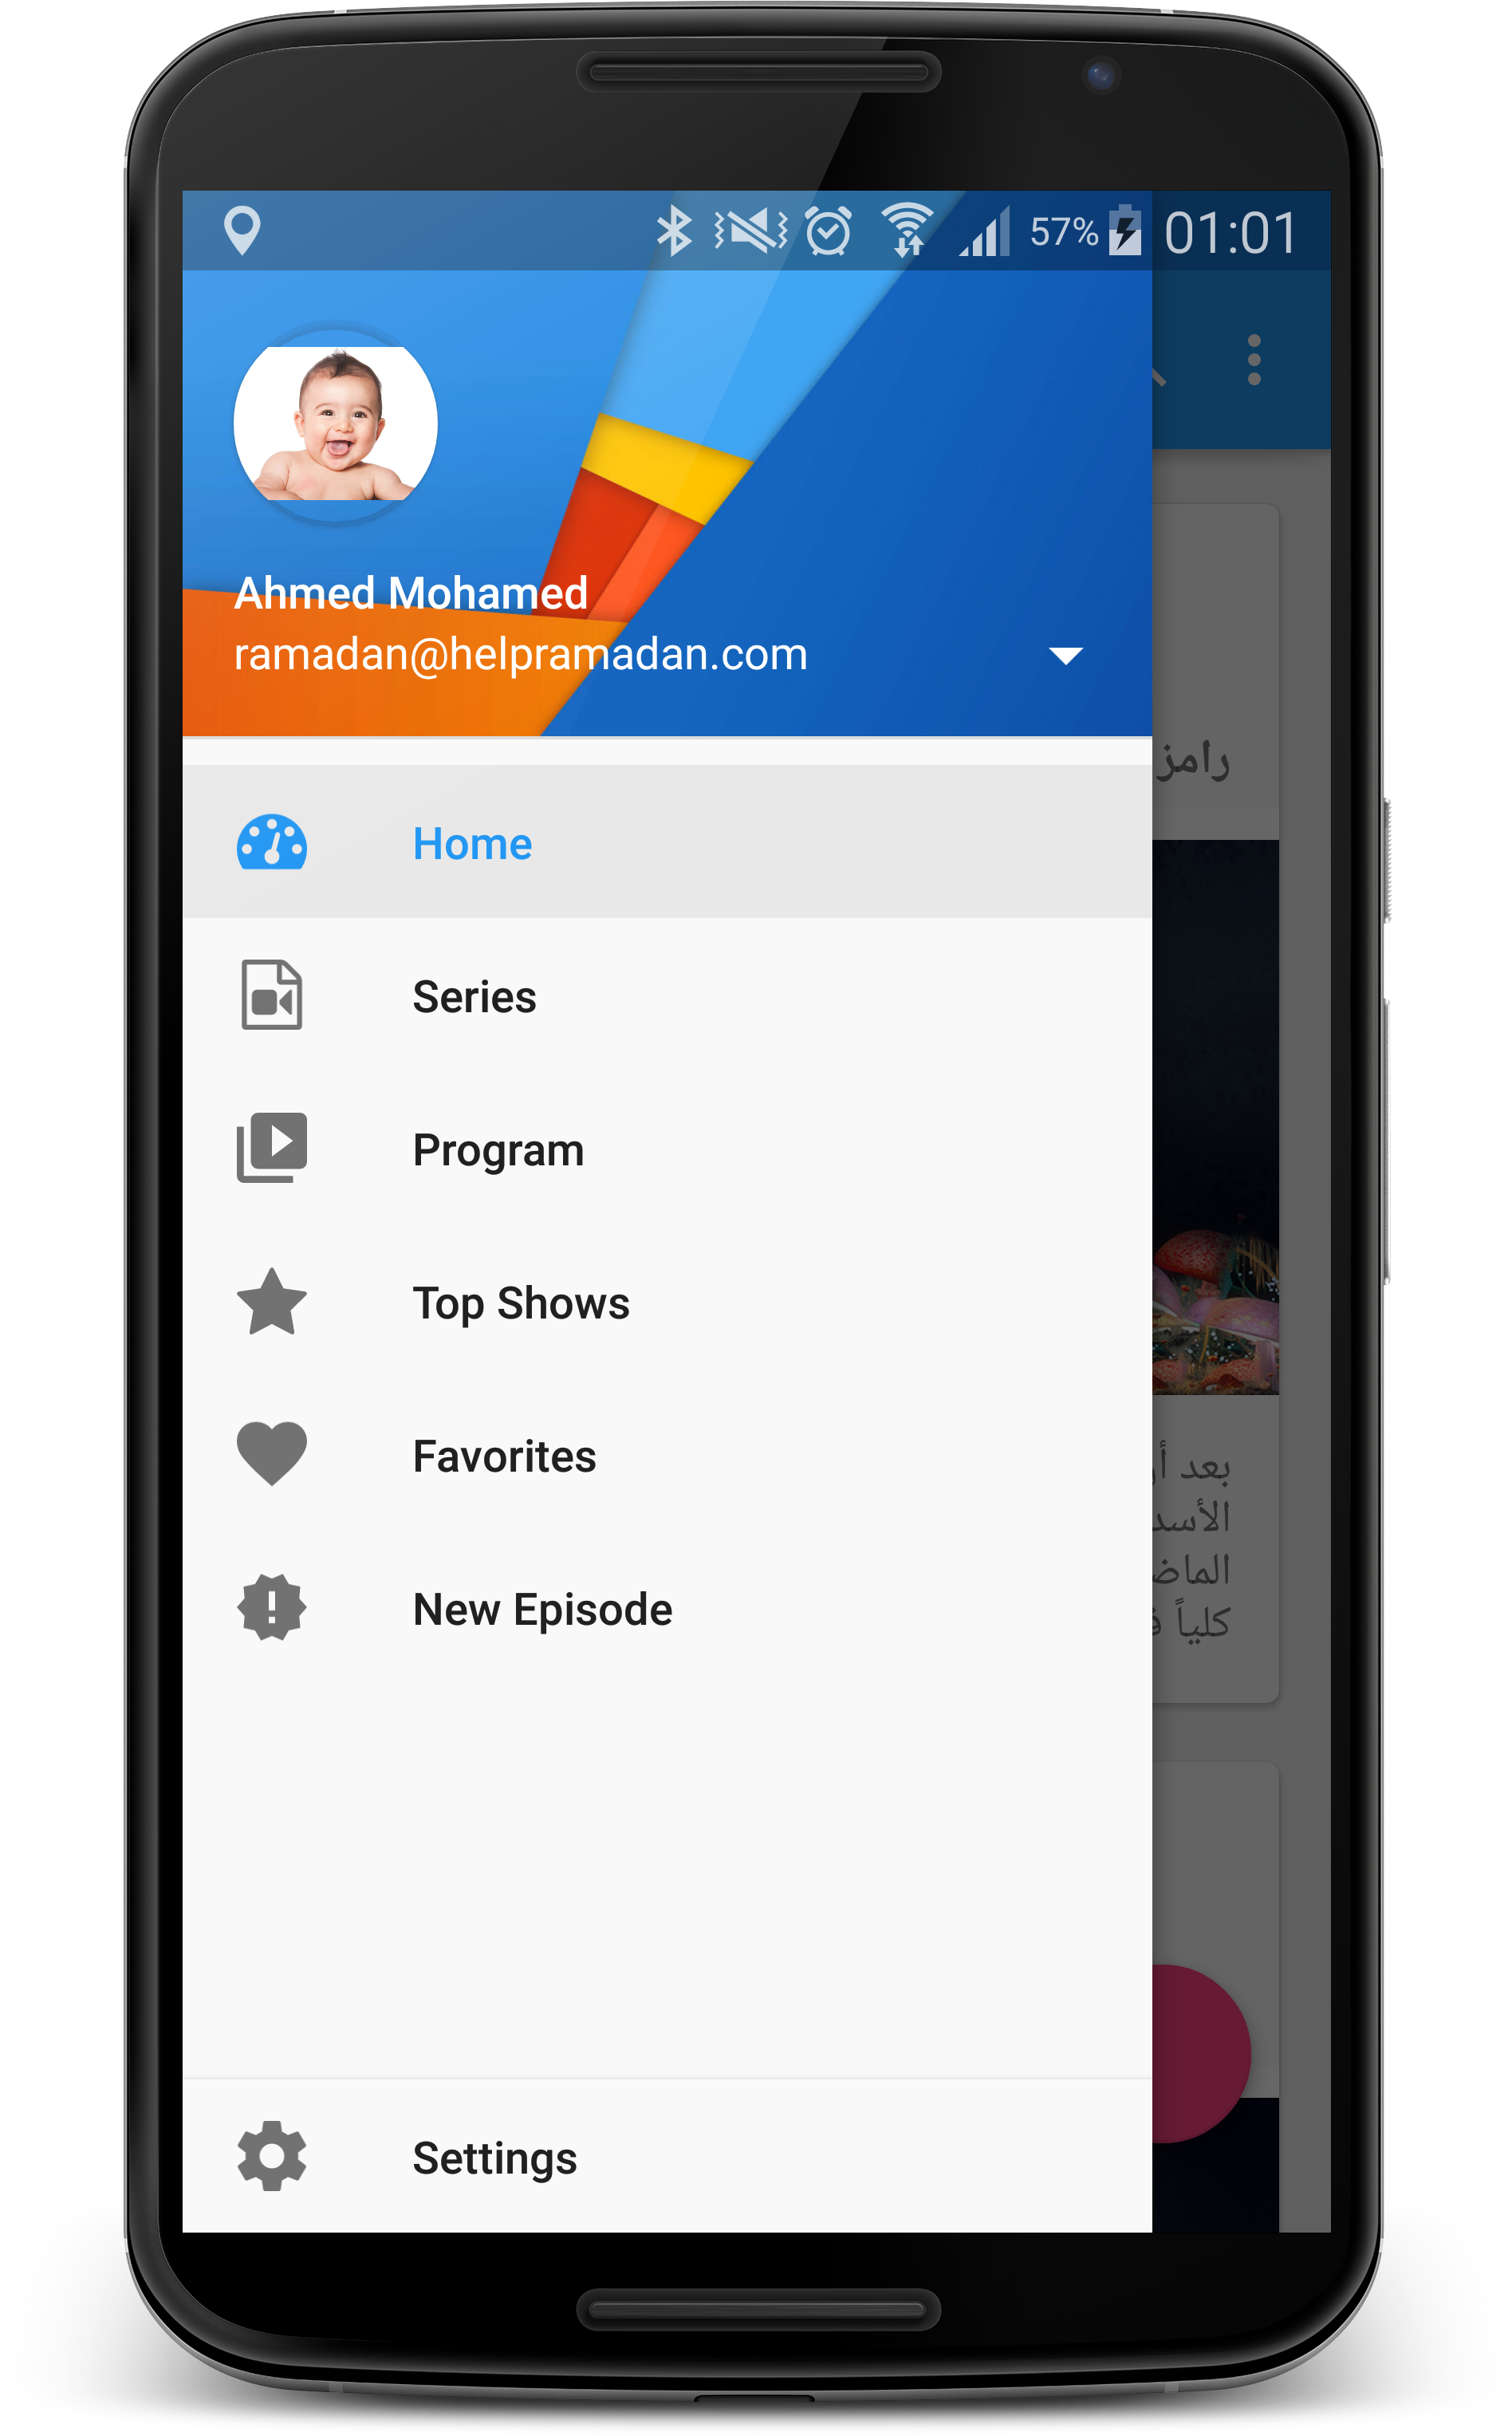 57% 01:01
Ahmed Mohamed
ramadan@helpramadan.com
Home
Series
Program
Top Shows
Favorites
New Episode
Settings
رامز
بعد
الأسد
كلياً